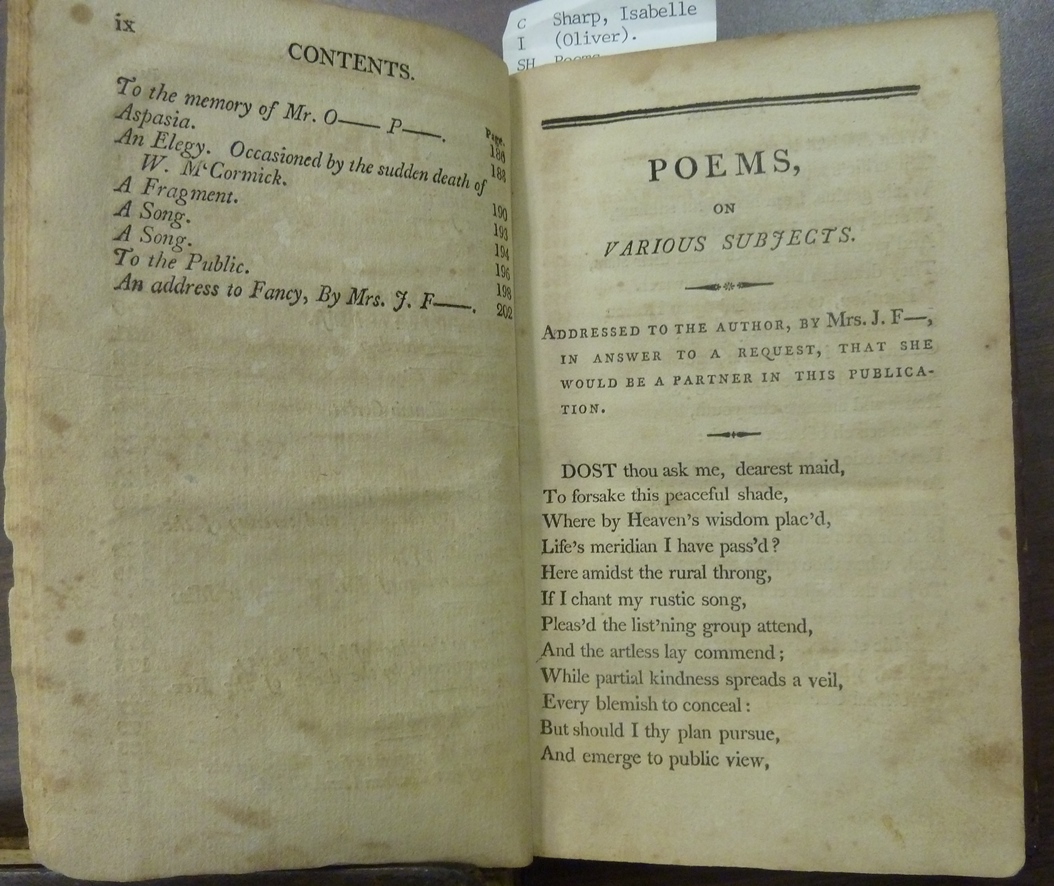 C Sharp, Isabelle
I (Oliver).
SH Poems
ix
CONTENTS.
Page.
To the memory of Mr. O—— P——. 186
Aspasia. 188
An Elegy. Occasioned by the sudden death of
W. M‘Cormick. 190
A Fragment. 193
A Song. 194
A Song. 196
To the Public. 198
An address to Fancy, By Mrs. J. F——. 202
POEMS,
ON
VARIOUS SUBJECTS.
ADDRESSED TO THE AUTHOR, BY Mrs. J. F—,
IN ANSWER TO A REQUEST, THAT SHE
WOULD BE A PARTNER IN THIS PUBLICA-
TION.
DOST thou ask me, dearest maid,
To forsake this peaceful shade,
Where by Heaven's wisdom plac'd,
Life's meridian I have pass'd?
Here amidst the rural throng,
If I chant my rustic song,
Pleas'd the list'ning group attend,
And the artless lay commend;
While partial kindness spreads a veil,
Every blemish to conceal:
But should I thy plan pursue,
And emerge to public view,